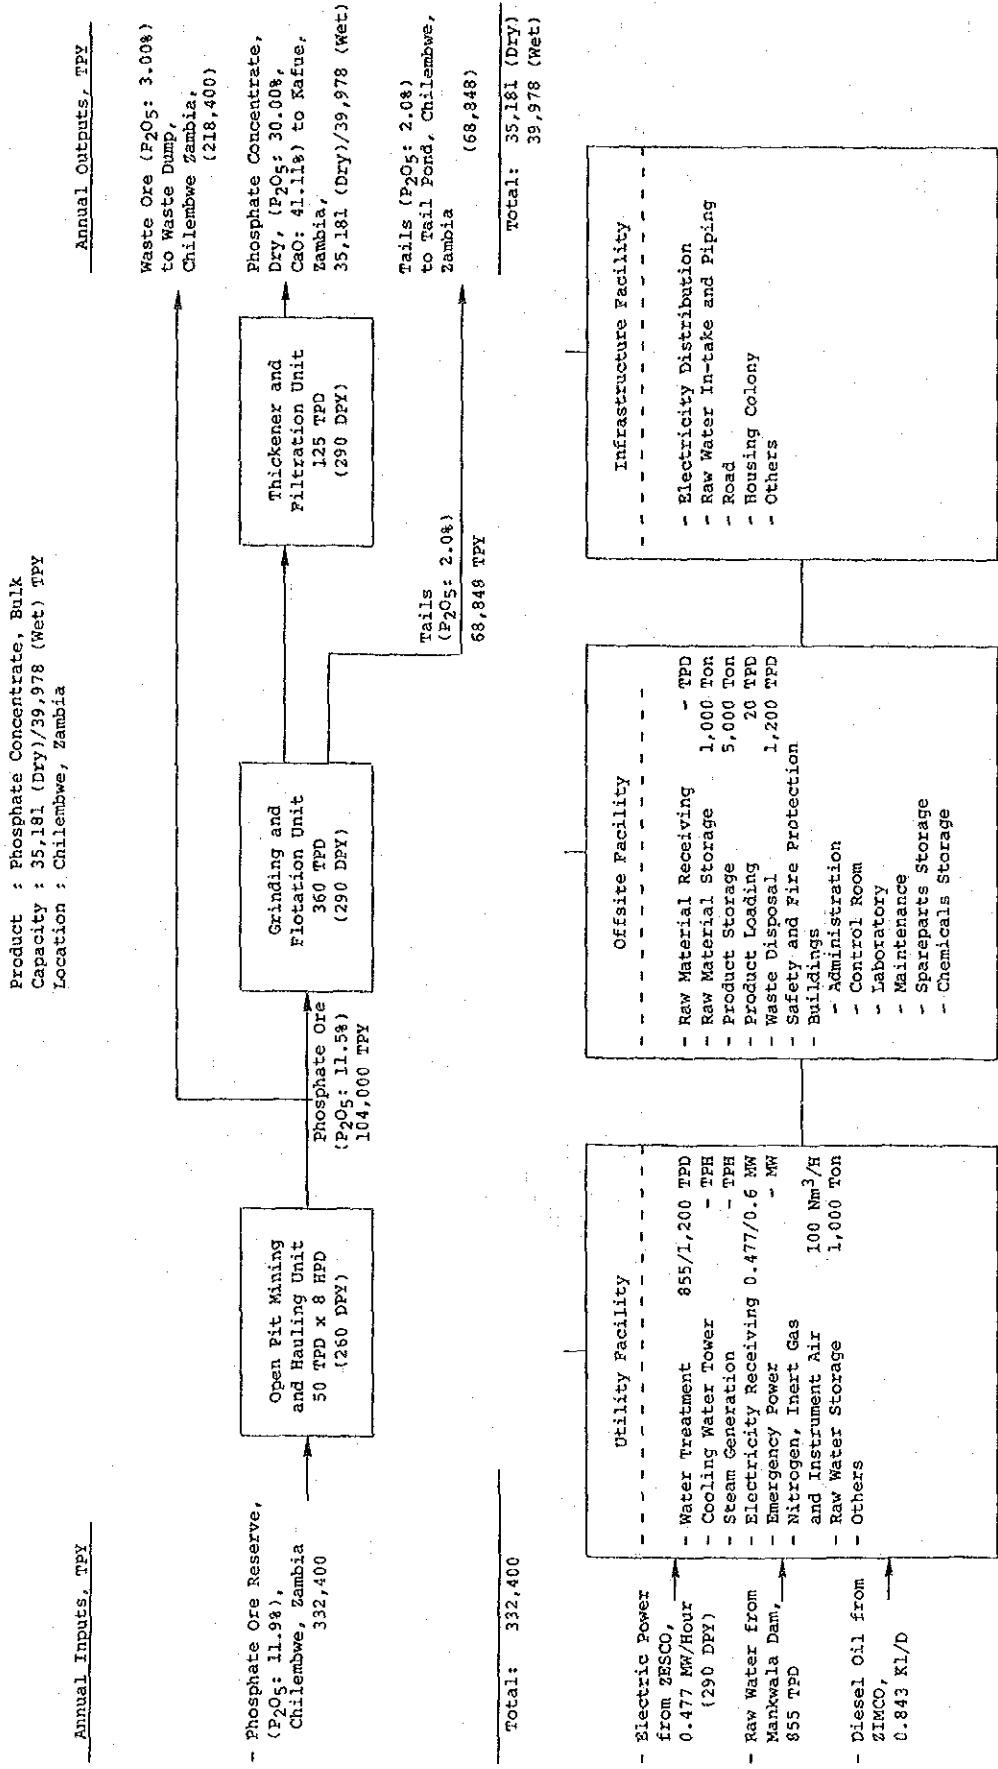 Product : Phosphate Concentrate, Bulk
Capacity : 35,181 (Dry)/39,978 (Wet) TPY
Location : Chilembwe, Zambia
Annual Inputs, TPY
- Phosphate Ore Reserve,
(P2O5: 11.9%),
Chilembwe, Zambia
332,400
Total: 332,400
Open Pit Mining
and Hauling Unit
50 TPD x 8 HPD
(260 DPY)
Phosphate Ore
(P2O5: 11.5%)
104,000 TPY
Grinding and
Flotation Unit
360 TPD
(290 DPY)
Tails
(P2O5: 2.0%)
68,848 TPY
Thickener and
Filtration Unit
125 TPD
(290 DPY)
Annual Outputs, TPY
Waste Ore (P2O5: 3.00%)
to Waste Dump,
Chilembwe Zambia,
(218,400)
Phosphate Concentrate,
Dry, (P2O5: 30.00%,
CaO: 41.11%) to Kafue,
Zambia,
35,181 (Dry)/39,978 (Wet)
Tails (P2O5: 2.0%)
to Tail Pond, Chilembwe,
Zambia
(68,848)
Total: 35,181 (Dry)
39,978 (Wet)
- Electric Power
from ZESCO,
0.477 MW/Hour
(290 DPY)
- Raw Water from
Mankwala Dam,
855 TPD
- Diesel Oil from
ZIMCO,
0.843 Kl/D
Utility Facility
- Water Treatment 855/1,200 TPD
- Cooling Water Tower - TPH
- Steam Generation - TPH
- Electricity Receiving 0.477/0.6 MW
- Emergency Power - MW
- Nitrogen, Inert Gas
and Instrument Air 100 Nm3/H
- Raw Water Storage 1,000 Ton
- Others
Offsite Facility
- Raw Material Receiving - TPD
- Raw Material Storage 1,000 Ton
- Product Storage 5,000 Ton
- Product Loading 20 TPD
- Waste Disposal 1,200 TPD
- Safety and Fire Protection
- Buildings
- Administration
- Control Room
- Laboratory
- Maintenance
- Spareparts Storage
- Chemicals Storage
Infrastructure Facility
- Electricity Distribution
- Raw Water In-take and Piping
- Road
- Housing Colony
- Others